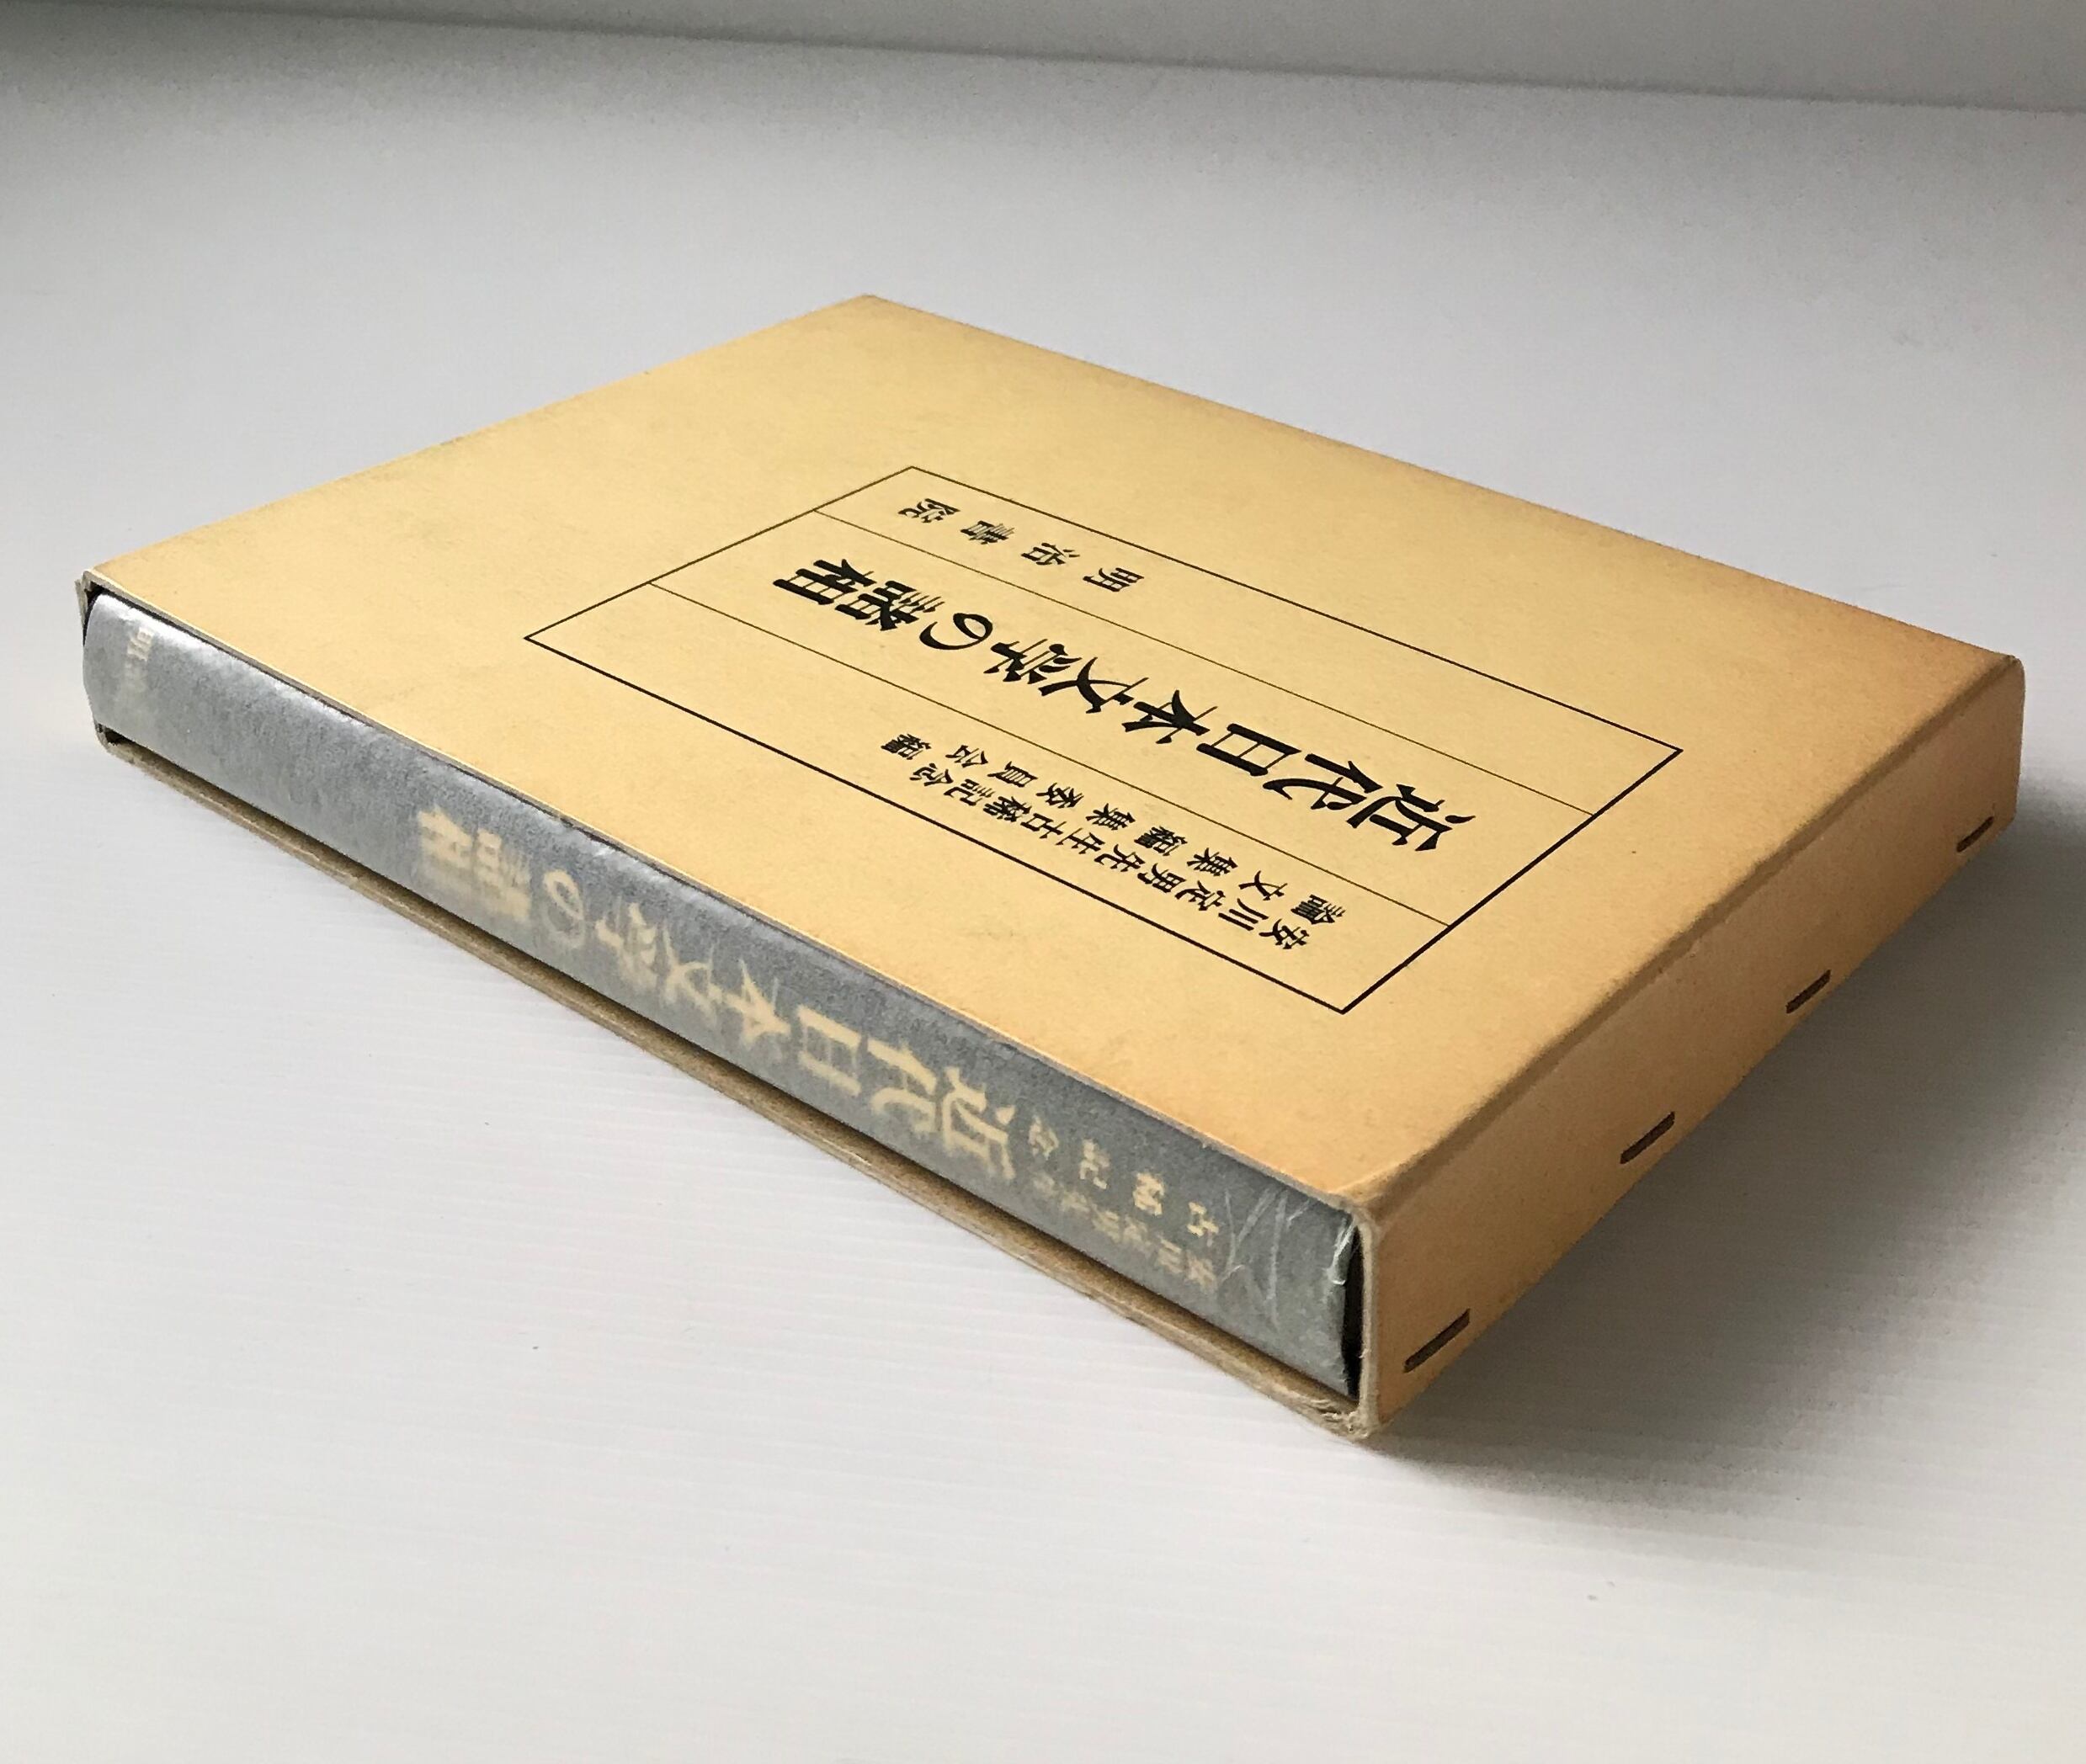 安川定男先生古稀記念
論文集編集委員会編
近代日本文学の諸相
明治書院
古稀記念
安川定男先生
近代日本文学の諸相
明